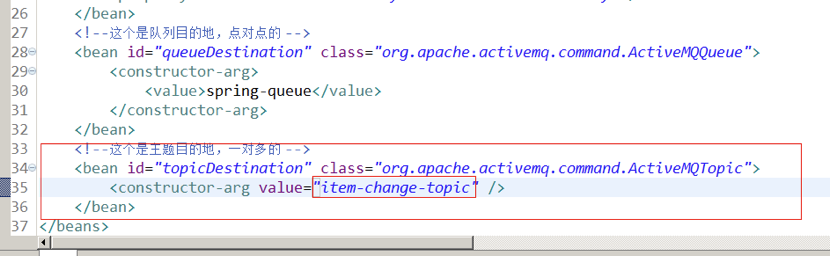 26 </bean>
27 <!--这个是队列目的地，点对点的 -->
28 <bean id="queueDestination" class="org.apache.activemq.command.ActiveMQQueue">
29 <constructor-arg>
30 <value>spring-queue</value>
31 </constructor-arg>
32 </bean>
33 <!--这个是主题目的地，一对多的 -->
34 <bean id="topicDestination" class="org.apache.activemq.command.ActiveMQTopic">
35 <constructor-arg value="item-change-topic" />
36 </bean>
37 </beans>